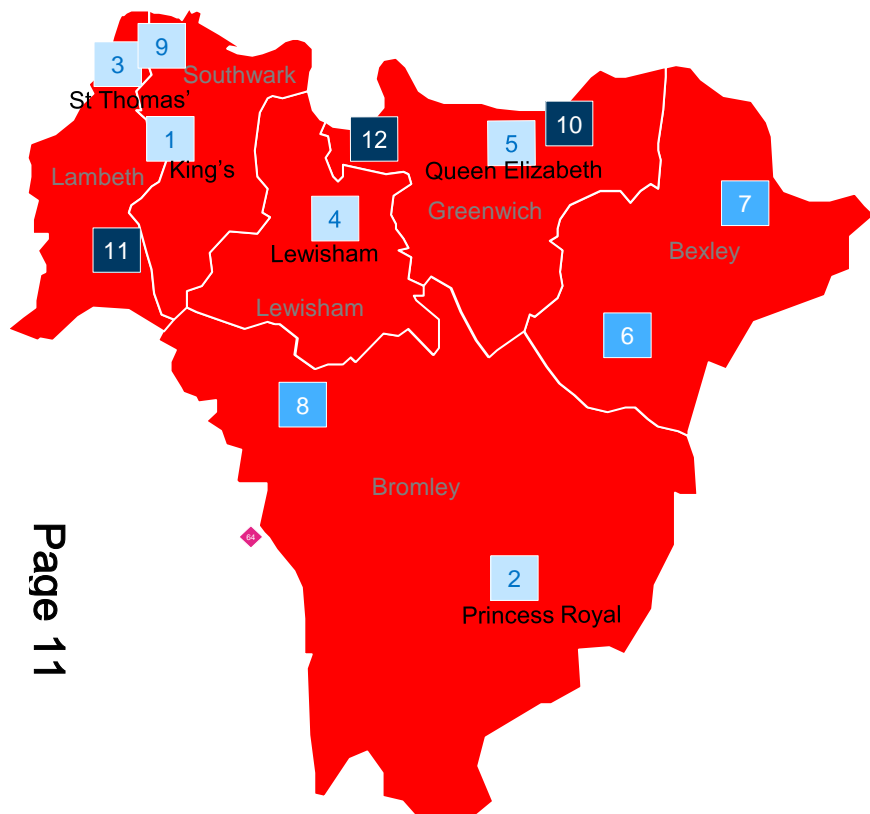 9
3
Southwark
St Thomas’
1
12
5
10
King’s
Queen Elizabeth
Lambeth
4
Greenwich
7
11
Lewisham
Bexley
Lewisham
6
8
Bromley
64
2
Princess Royal
Page 11